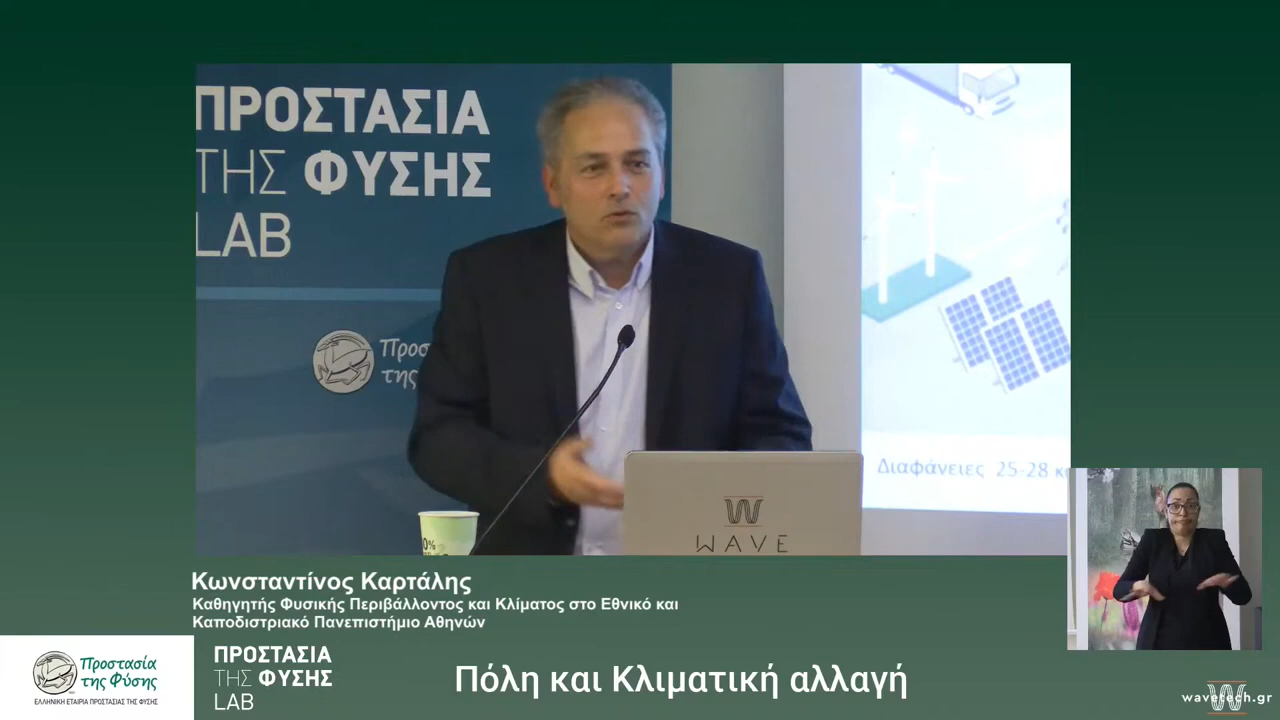 ΠΡΟΣΤΑΣΙΑ
ΤΗΣ ΦΥΣΗΣ
LAB
Προσ
της
Διαφάνειες 25-28
0%
W
WAVE
Κωνσταντίνος Καρτάλης
Καθηγητής Φυσικής Περιβάλλοντος και Κλίματος στο Εθνικό και
Καποδιστριακό Πανεπιστήμιο Αθηνών
Προστασία
της Φύσης
ΕΛΛΗΝΙΚΗ ΕΤΑΙΡΙΑ ΠΡΟΣΤΑΣΙΑΣ ΤΗΣ ΦΥΣΗΣ
ΠΡΟΣΤΑΣΙΑ
ΤΗΣ ΦΥΣΗΣ
LAB
Πόλη και Κλιματική αλλαγή
wavetech.gr